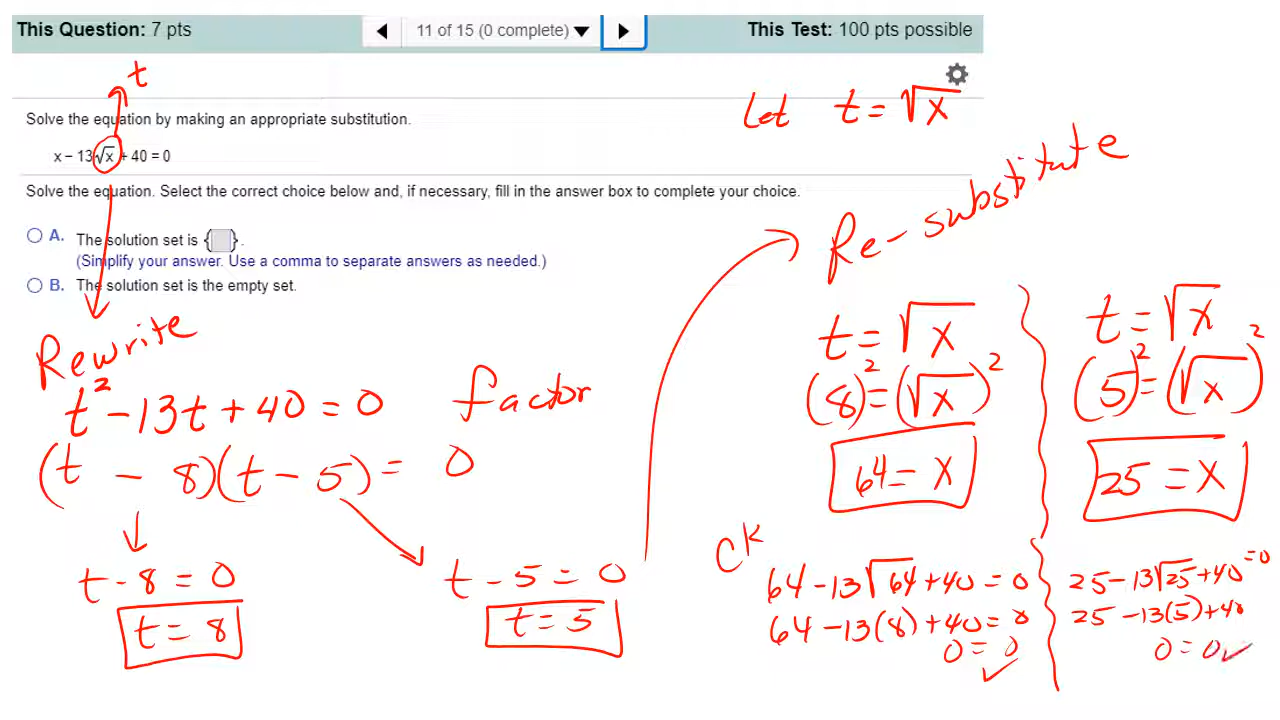 This Question: 7 pts
11 of 15 (0 complete)
This Test: 100 pts possible
t
Let t = √x
Solve the equation by making an appropriate substitution.
x − 13√x + 40 = 0
Solve the equation. Select the correct choice below and, if necessary, fill in the answer box to complete your choice.
A. The solution set is { }.
(Simplify your answer. Use a comma to separate answers as needed.)
B. The solution set is the empty set.
Rewrite
t² − 13t + 40 = 0 factor
(t − 8)(t − 5) = 0
t − 8 = 0
t = 8
t − 5 = 0
t = 5
Re-substitute
t = √x
(8)² = (√x)²
64 = x
t = √x
(5)² = (√x)²
25 = x
CK
64 − 13√64 + 40 = 0
64 − 13(8) + 40 = 0
0 = 0 ✓
25 − 13√25 + 40 = 0
25 − 13(5) + 40
0 = 0 ✓